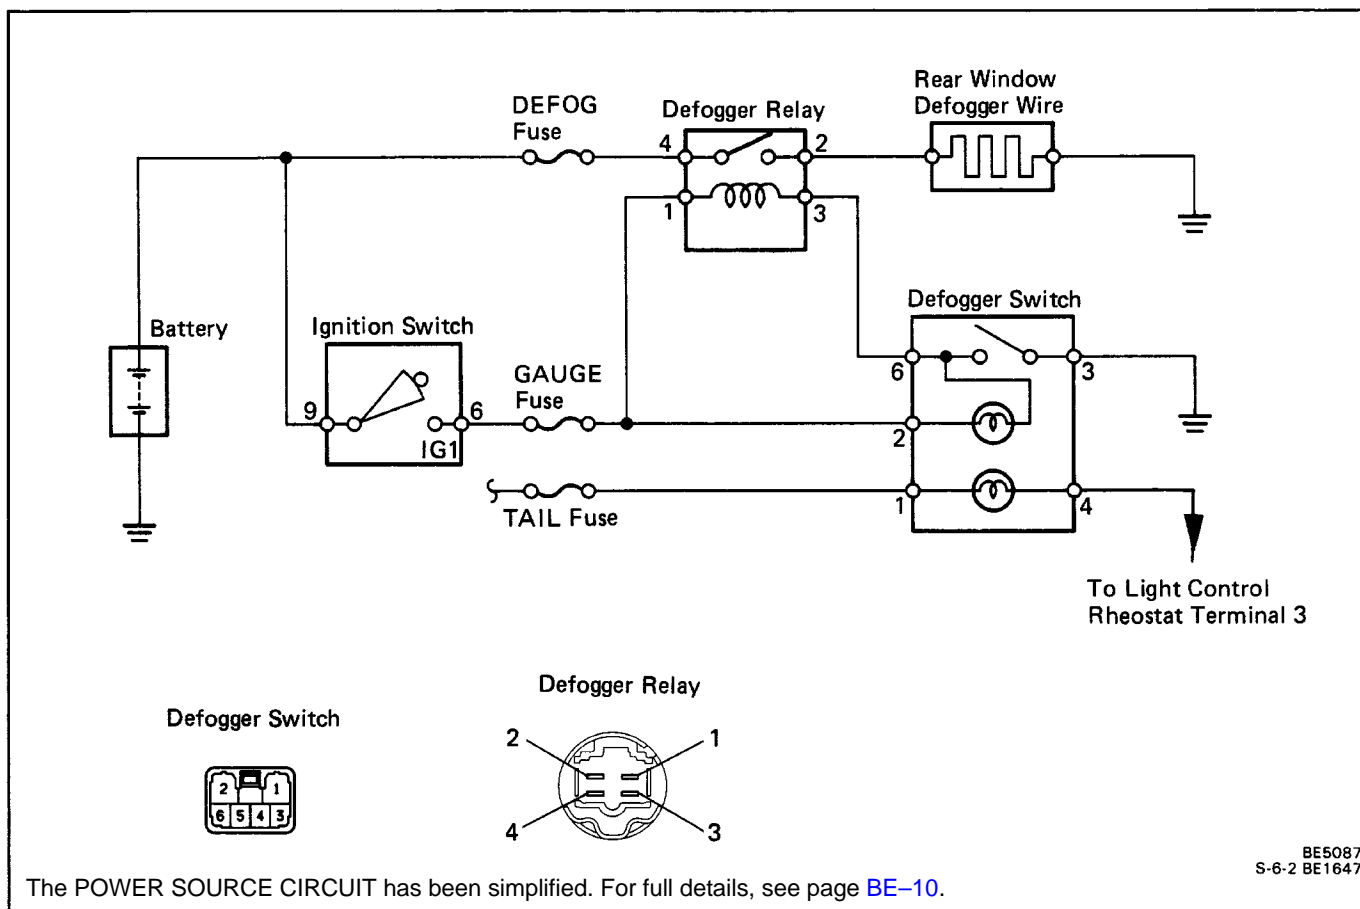 Rear Window
Defogger Wire
DEFOG
Fuse
Defogger Relay
4
2
1
3
Defogger Switch
Battery
Ignition Switch
GAUGE
Fuse
9
6
IG1
6
3
2
1
4
TAIL Fuse
To Light Control
Rheostat Terminal 3
Defogger Relay
Defogger Switch
2
1
2 1
6 5 4 3
4
3
BE5087
S-6-2 BE1647
The POWER SOURCE CIRCUIT has been simplified. For full details, see page BE–10.